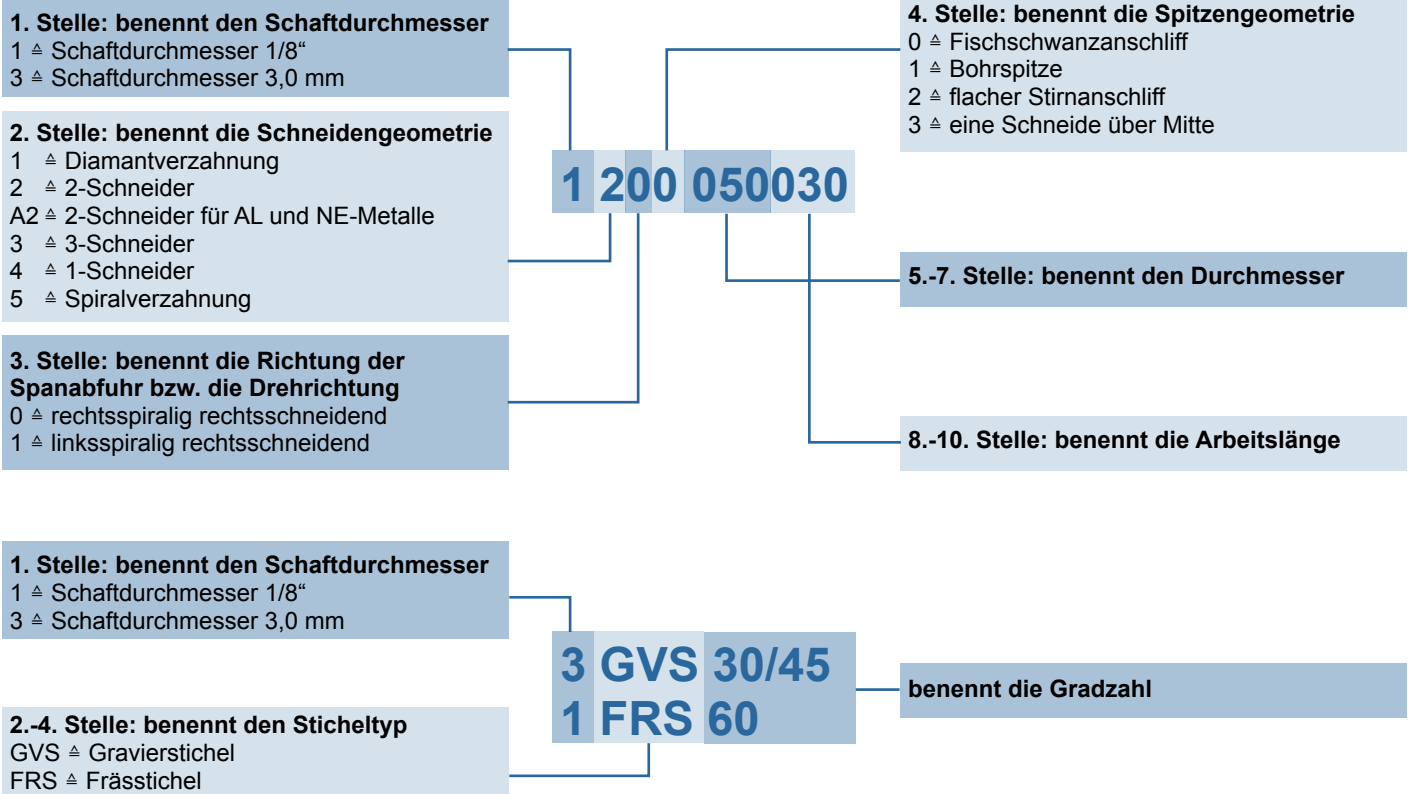 1. Stelle: benennt den Schaftdurchmesser
1 ≙ Schaftdurchmesser 1/8“
3 ≙ Schaftdurchmesser 3,0 mm
2. Stelle: benennt die Schneidengeometrie
1 ≙ Diamantverzahnung
2 ≙ 2-Schneider
A2 ≙ 2-Schneider für AL und NE-Metalle
3 ≙ 3-Schneider
4 ≙ 1-Schneider
5 ≙ Spiralverzahnung
3. Stelle: benennt die Richtung der
Spanabfuhr bzw. die Drehrichtung
0 ≙ rechtsspiralig rechtsschneidend
1 ≙ linksspiralig rechtsschneidend
1 200 050030
4. Stelle: benennt die Spitzengeometrie
0 ≙ Fischschwanzanschliff
1 ≙ Bohrspitze
2 ≙ flacher Stirnanschliff
3 ≙ eine Schneide über Mitte
5.-7. Stelle: benennt den Durchmesser
8.-10. Stelle: benennt die Arbeitslänge
1. Stelle: benennt den Schaftdurchmesser
1 ≙ Schaftdurchmesser 1/8“
3 ≙ Schaftdurchmesser 3,0 mm
2.-4. Stelle: benennt den Sticheltyp
GVS ≙ Gravierstichel
FRS ≙ Frässtichel
3 GVS 30/45
1 FRS 60
benennt die Gradzahl